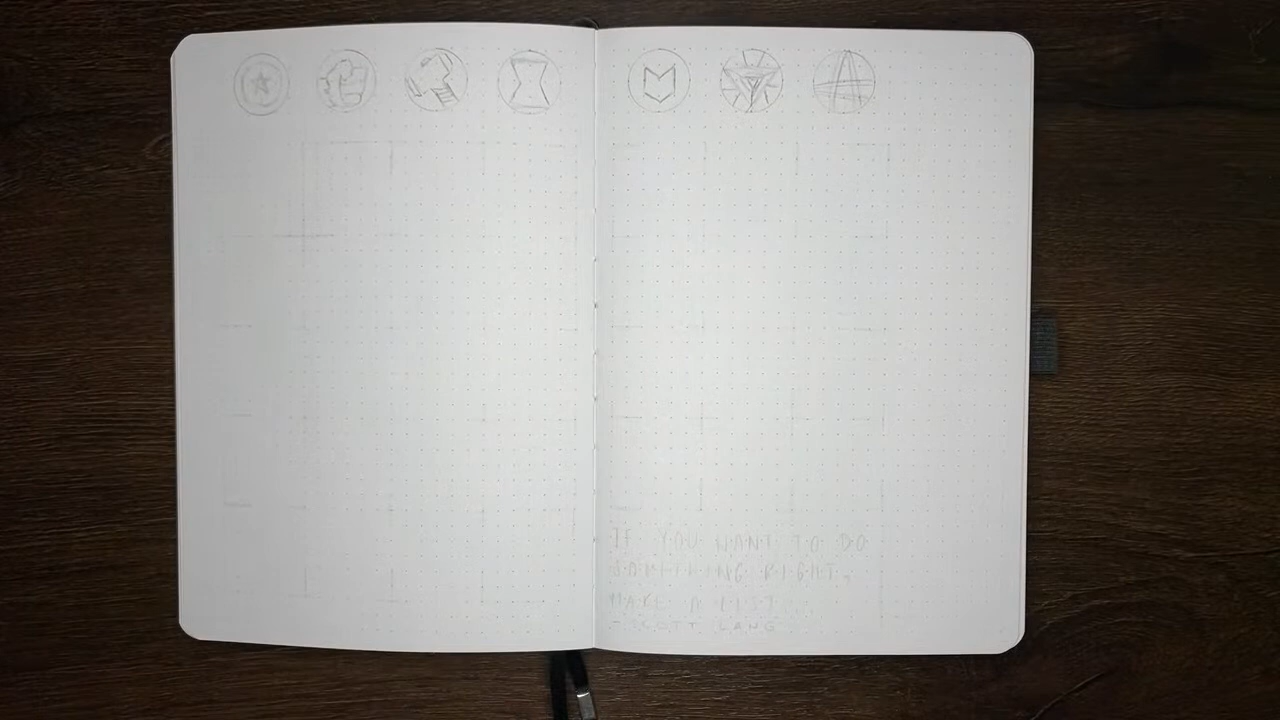 IF YOU WANT TO DO
SOMETHING RIGHT,
MAKE A LIST...
- SCOTT LANG